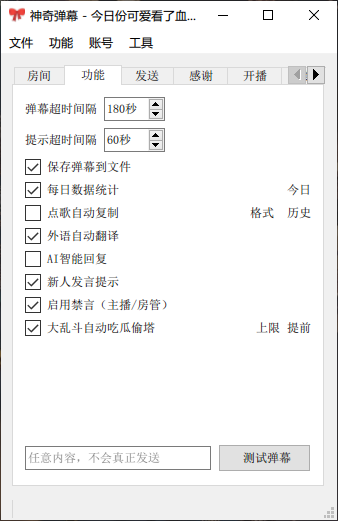 神奇弹幕 - 今日份可爱看了血...
文件 功能 账号 工具
房间 功能 发送 感谢 开播
弹幕超时间隔 180秒
提示超时间隔 60秒
保存弹幕到文件
每日数据统计 今日
点歌自动复制 格式 历史
外语自动翻译
AI智能回复
新人发言提示
启用禁言（主播/房管）
大乱斗自动吃瓜偷塔 上限 提前
任意内容，不会真正发送 测试弹幕